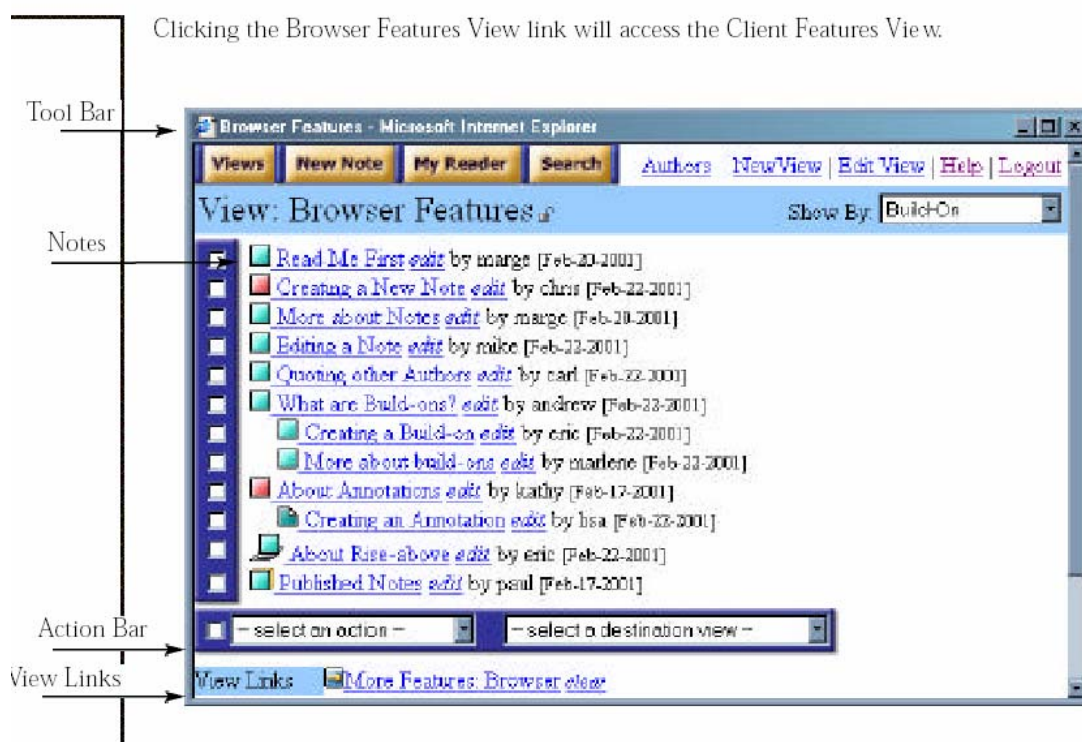 Clicking the Browser Features View link will access the Client Features View.
Tool Bar
Browser Features - Microsoft Internet Explorer
Views New Note My Reader Search Authors New View | Edit View | Help | Logout
View: Browser Features Show By: Build-On
Notes
Read Me First edit by marge [Feb-20-2001]
Creating a New Note edit by chris [Feb-22-2001]
More about Notes edit by marge [Feb-20-2001]
Editing a Note edit by mike [Feb-22-2001]
Quoting other Authors edit by carl [Feb-22-2001]
What are Build-ons? edit by andrew [Feb-22-2001]
Creating a Build-on edit by eric [Feb-22-2001]
More about build-ons edit by marlene [Feb-22-2001]
About Annotations edit by kathy [Feb-17-2001]
Creating an Annotation edit by [Feb-22-2001]
About Rise-above edit by eric [Feb-22-2001]
Published Notes edit by paul [Feb-17-2001]
Action Bar
-- select an action -- -- select a destination view --
View Links
View Links More Features: Browser view